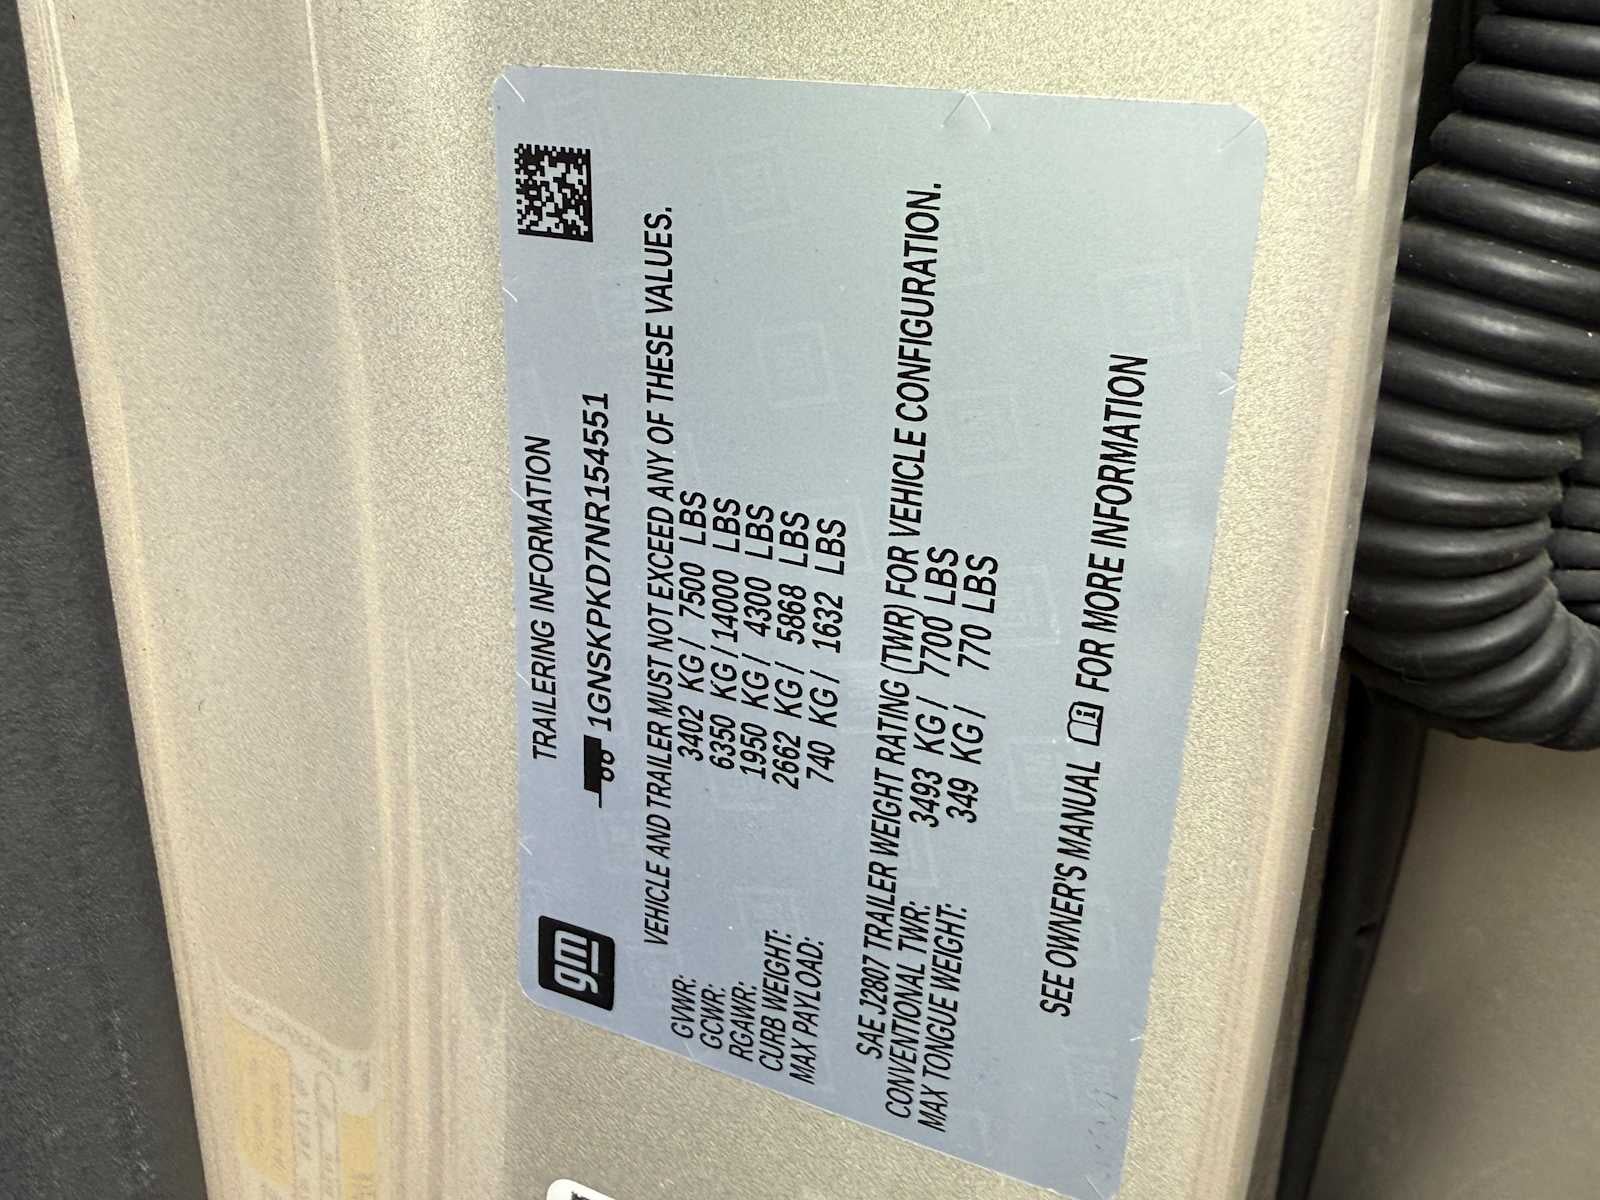 gm
TRAILERING INFORMATION
1GNSKPKD7NR154551
VEHICLE AND TRAILER MUST NOT EXCEED ANY OF THESE VALUES.
GVWR: 3402 KG / 7500 LBS
GCWR: 6350 KG / 14000 LBS
RGAWR: 1950 KG / 4300 LBS
CURB WEIGHT: 2662 KG / 5868 LBS
MAX PAYLOAD: 740 KG / 1632 LBS
SAE J2807 TRAILER WEIGHT RATING (TWR) FOR VEHICLE CONFIGURATION.
CONVENTIONAL TWR: 3493 KG / 7700 LBS
MAX TONGUE WEIGHT: 349 KG / 770 LBS
SEE OWNER'S MANUAL FOR MORE INFORMATION